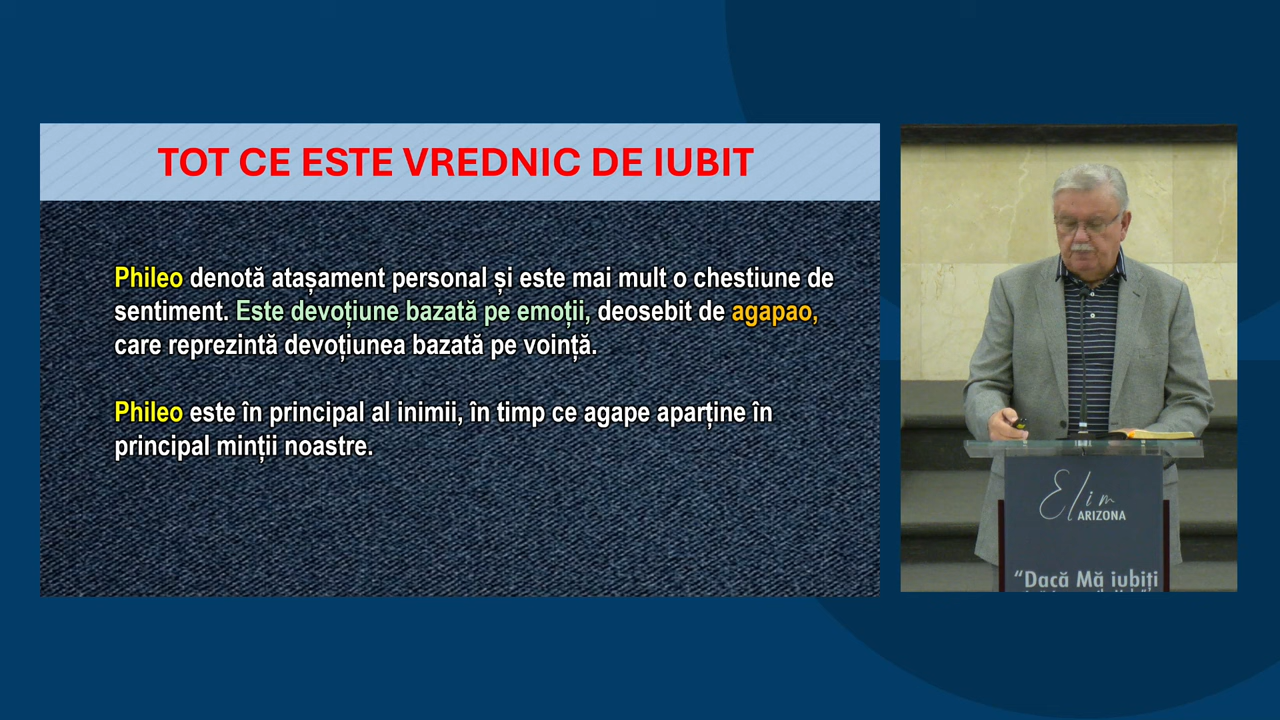 TOT CE ESTE VREDNIC DE IUBIT
Phileo denotă atașament personal și este mai mult o chestiune de
sentiment. Este devoțiune bazată pe emoții, deosebit de agapao,
care reprezintă devoțiunea bazată pe voință.
Phileo este în principal al inimii, în timp ce agape aparține în
principal minții noastre.
Elim
ARIZONA
“Dacă Mă iubiți